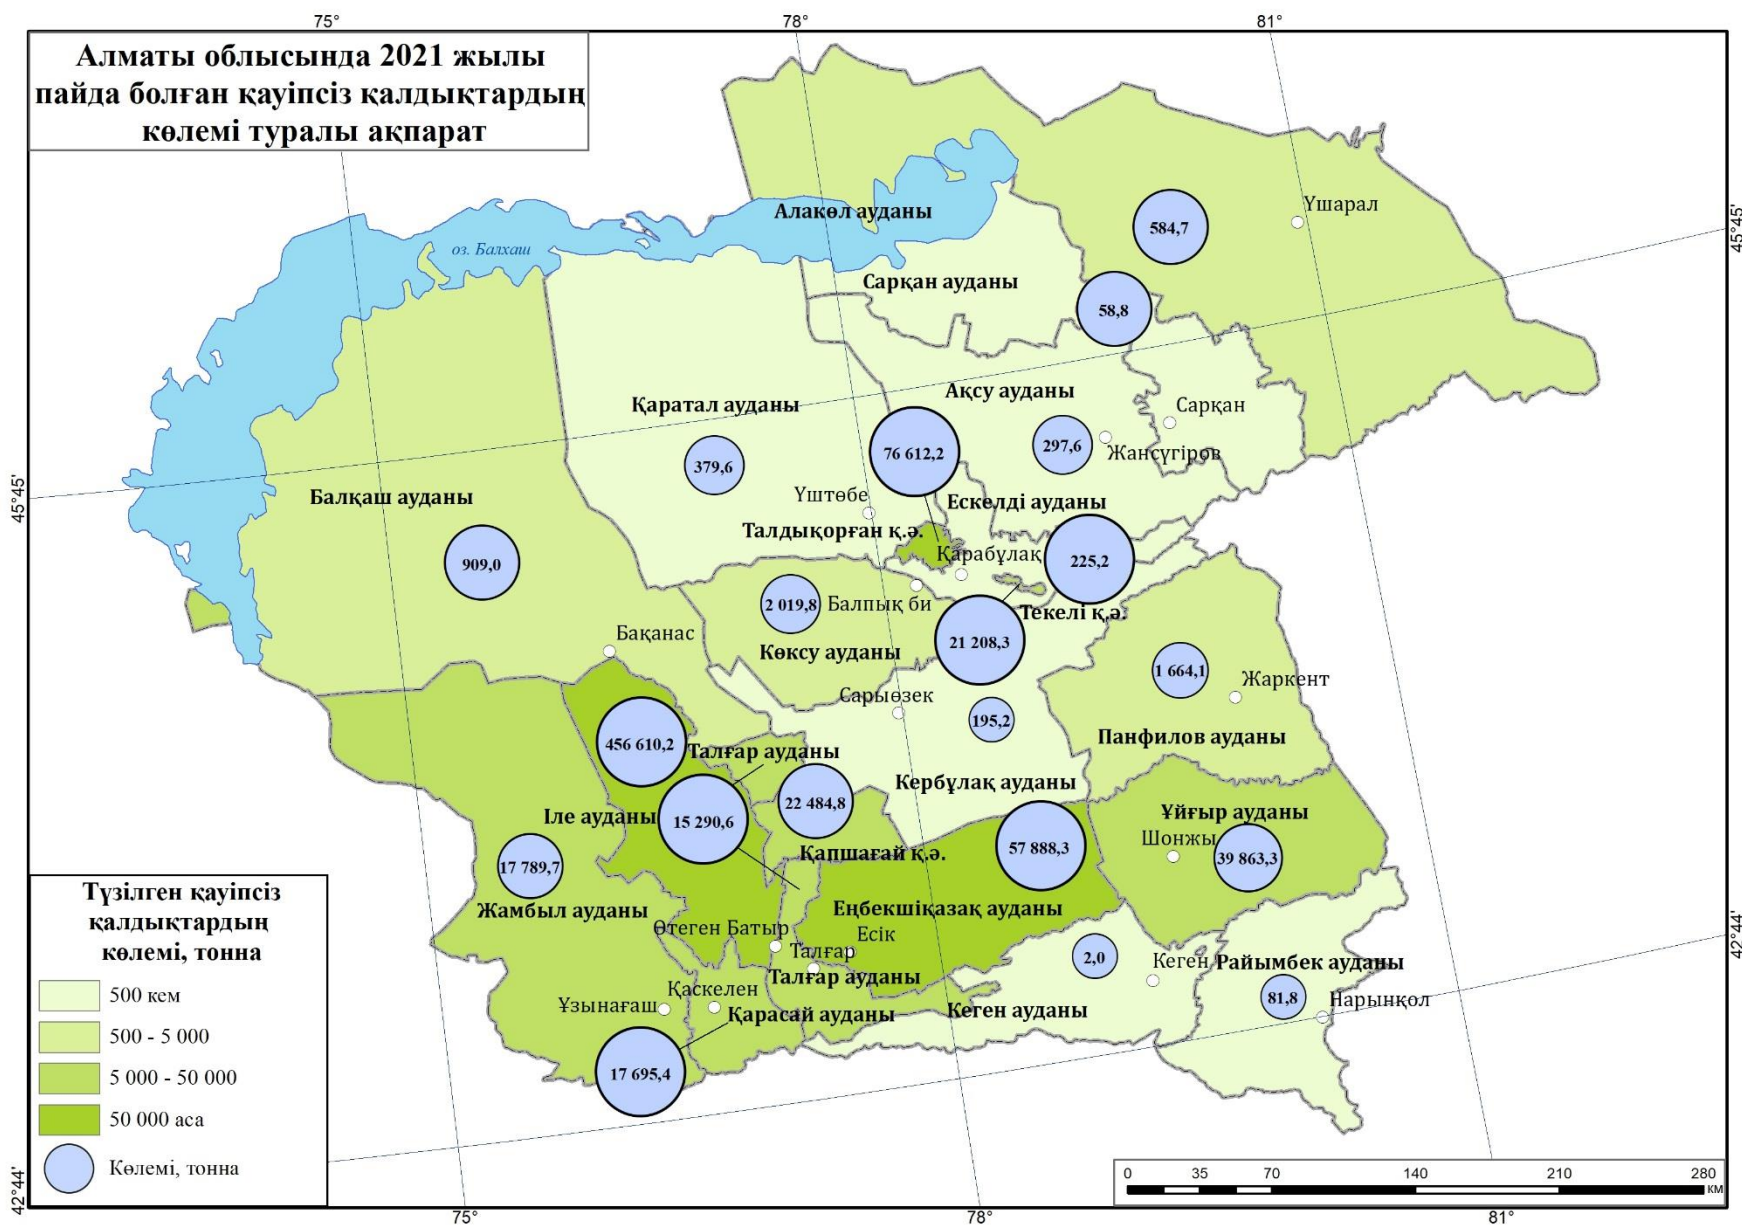 75°
78°
81°
Алматы облысында 2021 жылы
пайда болған қауіпсіз қалдықтардың
көлемі туралы ақпарат
Алакөл ауданы
584,7
Үшарал
45°45'
оз. Балхаш
Сарқан ауданы
58,8
Ақсу ауданы
Қаратал ауданы
Сарқан
76 612,2
297,6
Жансүгіров
379,6
45°45'
Балқаш ауданы
Үштөбе
Ескелді ауданы
Талдықорған қ.ә.
Қарабұлақ
225,2
909,0
2 019,8
Балпық би
Текелі қ.ә.
21 208,3
Бақанас
Көксу ауданы
1 664,1
Жаркент
Сарыөзек
195,2
Панфилов ауданы
456 610,2
Талғар ауданы
Кербұлақ ауданы
22 484,8
Іле ауданы
15 290,6
Ұйғыр ауданы
Шонжы
57 888,3
39 863,3
Қапшағай қ.ә.
17 789,7
Жамбыл ауданы
Еңбекшіқазақ ауданы
Өтеген Батыр
Есік
Талғар
2,0
Кеген
Райымбек ауданы
42°44'
Талғар ауданы
Ұзынағаш
Қаскелен
Қарасай ауданы
Кеген ауданы
81,8
Нарынқол
17 695,4
Түзілген қауіпсіз
қалдықтардың
көлемі, тонна
500 кем
500 - 5 000
5 000 - 50 000
50 000 аса
Көлемі, тонна
0 35 70 140 210 280
км
42°44'
75°
78°
81°